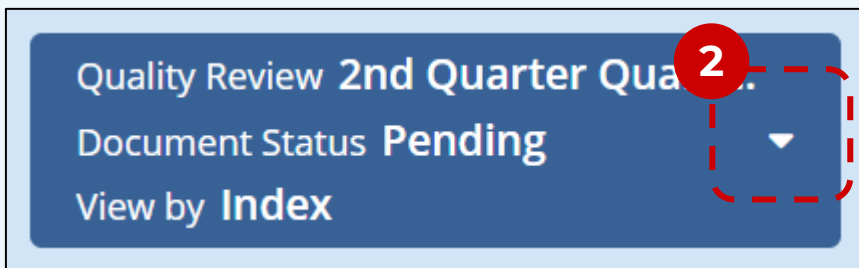 Quality Review 2nd Quarter Qua
2
Document Status Pending
View by Index